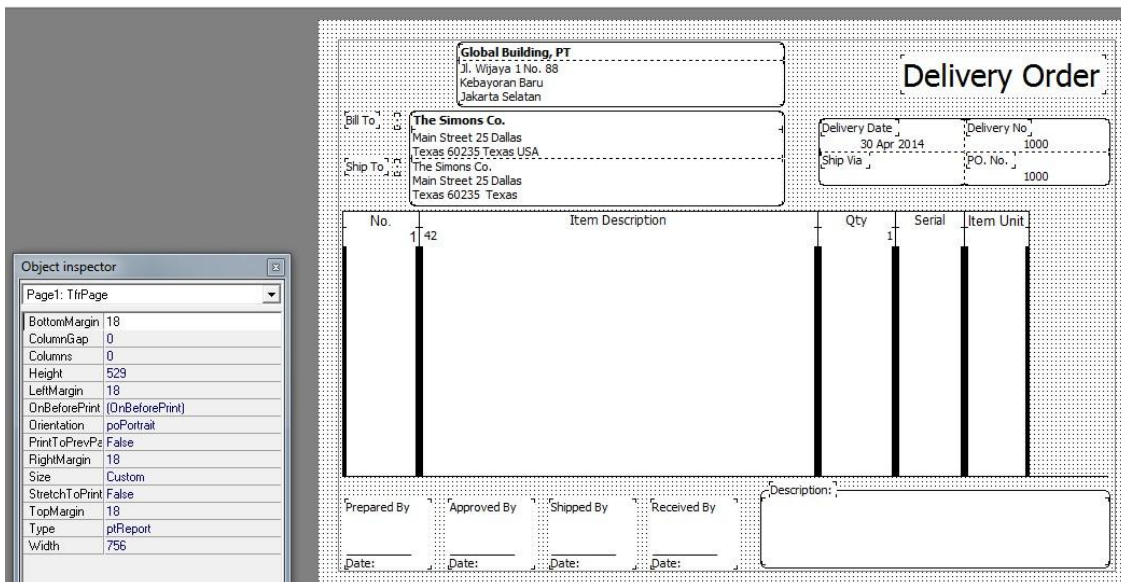 Global Building, PT
Jl. Wijaya 1 No. 88
Kebayoran Baru
Jakarta Selatan
Delivery Order
Bill To :
The Simons Co.
Main Street 25 Dallas
Texas 60235 Texas USA
Ship To :
The Simons Co.
Main Street 25 Dallas
Texas 60235 Texas
Delivery Date
30 Apr 2014
Delivery No
1000
Ship Via
PO. No.
1000
No. Item Description Qty Serial Item Unit
1 42 1
Object inspector
Page1: TfrPage
BottomMargin 18
ColumnGap 0
Columns 0
Height 529
LeftMargin 18
OnBeforePrint (OnBeforePrint)
Orientation poPortrait
PrintToPrevPa False
RightMargin 18
Size Custom
StretchToPrint False
TopMargin 18
Type ptReport
Width 756
Prepared By Approved By Shipped By Received By
Date: Date: Date: Date:
Description: